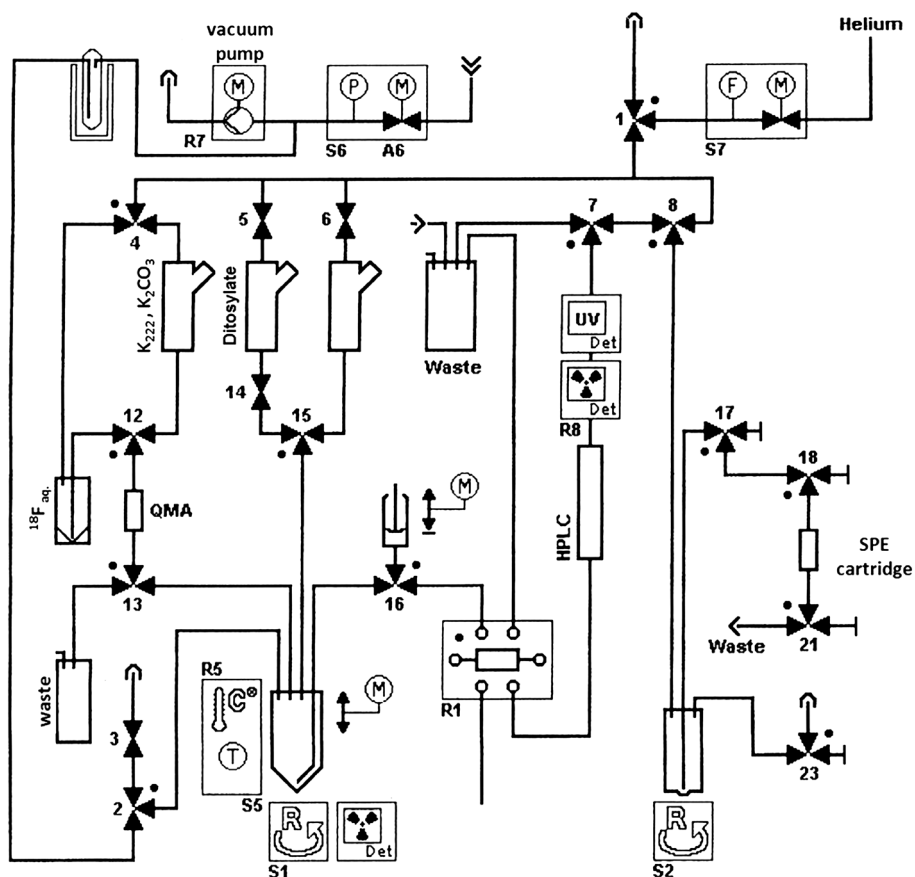 Helium
vacuum
pump
M
P
M
F
M
R7
S6
A6
1
S7
4
5
6
7
8
K222, K2CO3
Ditosylate
UV
Det
Waste
14
Det
R8
12
15
17
18
18F aq.
QMA
M
HPLC
SPE
cartridge
13
16
21
Waste
R1
waste
R5
C°
M
T
3
23
2
S5
R
Det
R
S1
S2